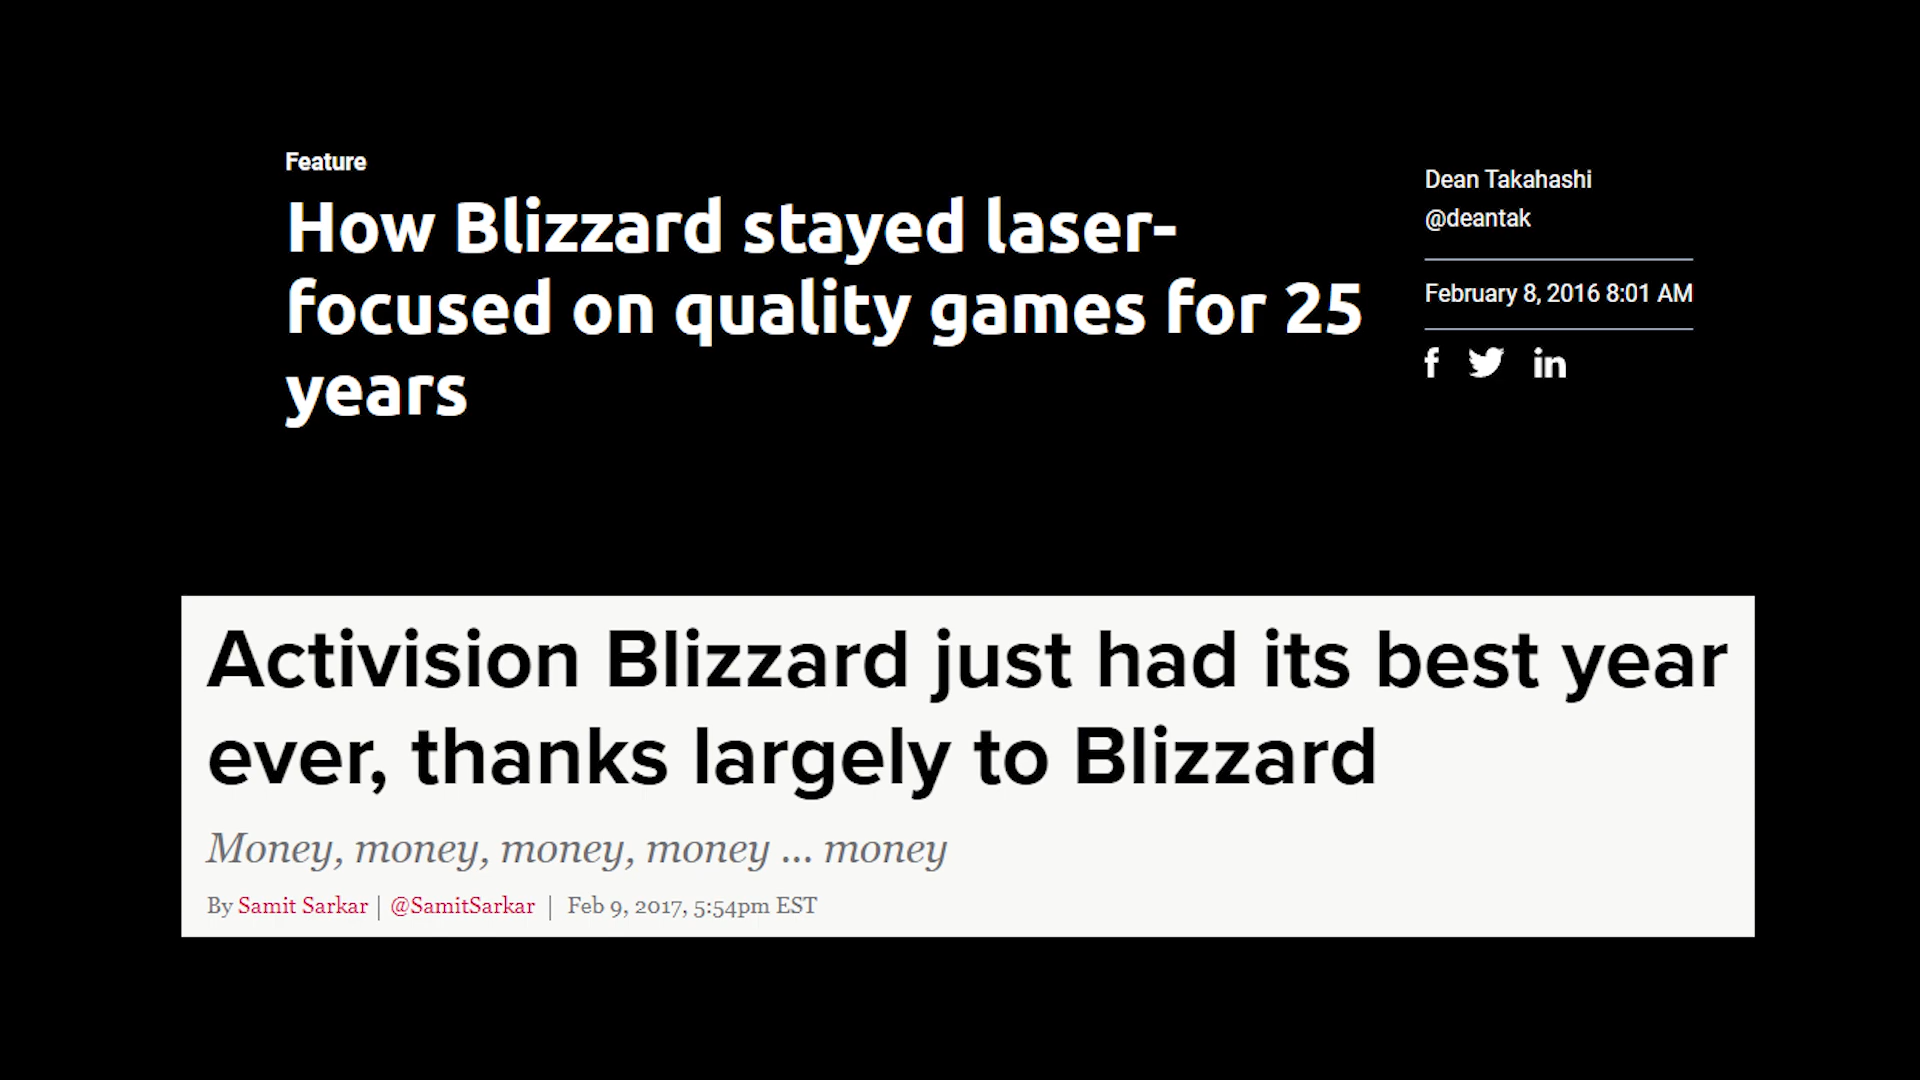 Feature
How Blizzard stayed laser-
focused on quality games for 25
years
Dean Takahashi
@deantak
February 8, 2016 8:01 AM
f in
Activision Blizzard just had its best year
ever, thanks largely to Blizzard
Money, money, money, money ... money
By Samit Sarkar | @SamitSarkar | Feb 9, 2017, 5:54pm EST